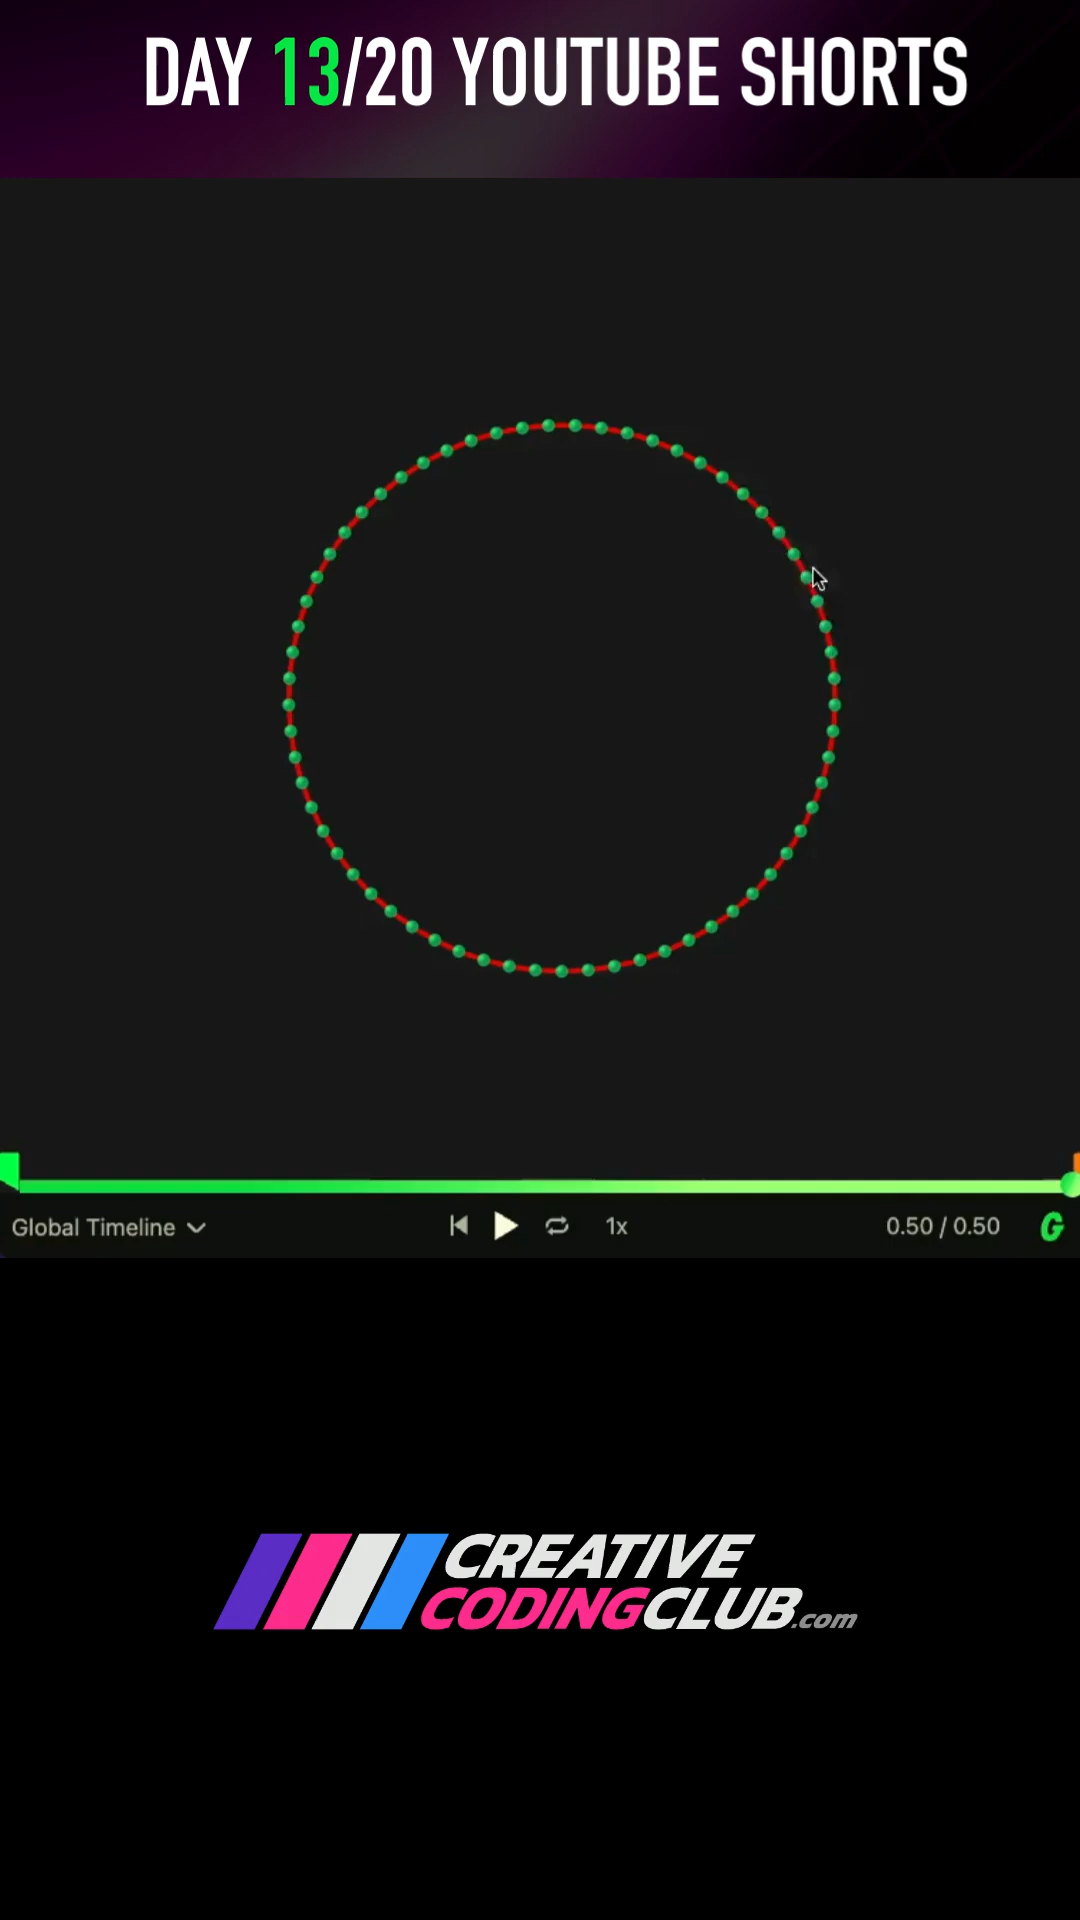 DAY 13/20 YOUTUBE SHORTS
Global Timeline
1x
0.50 / 0.50
G
CREATIVE
CODINGCLUB.com